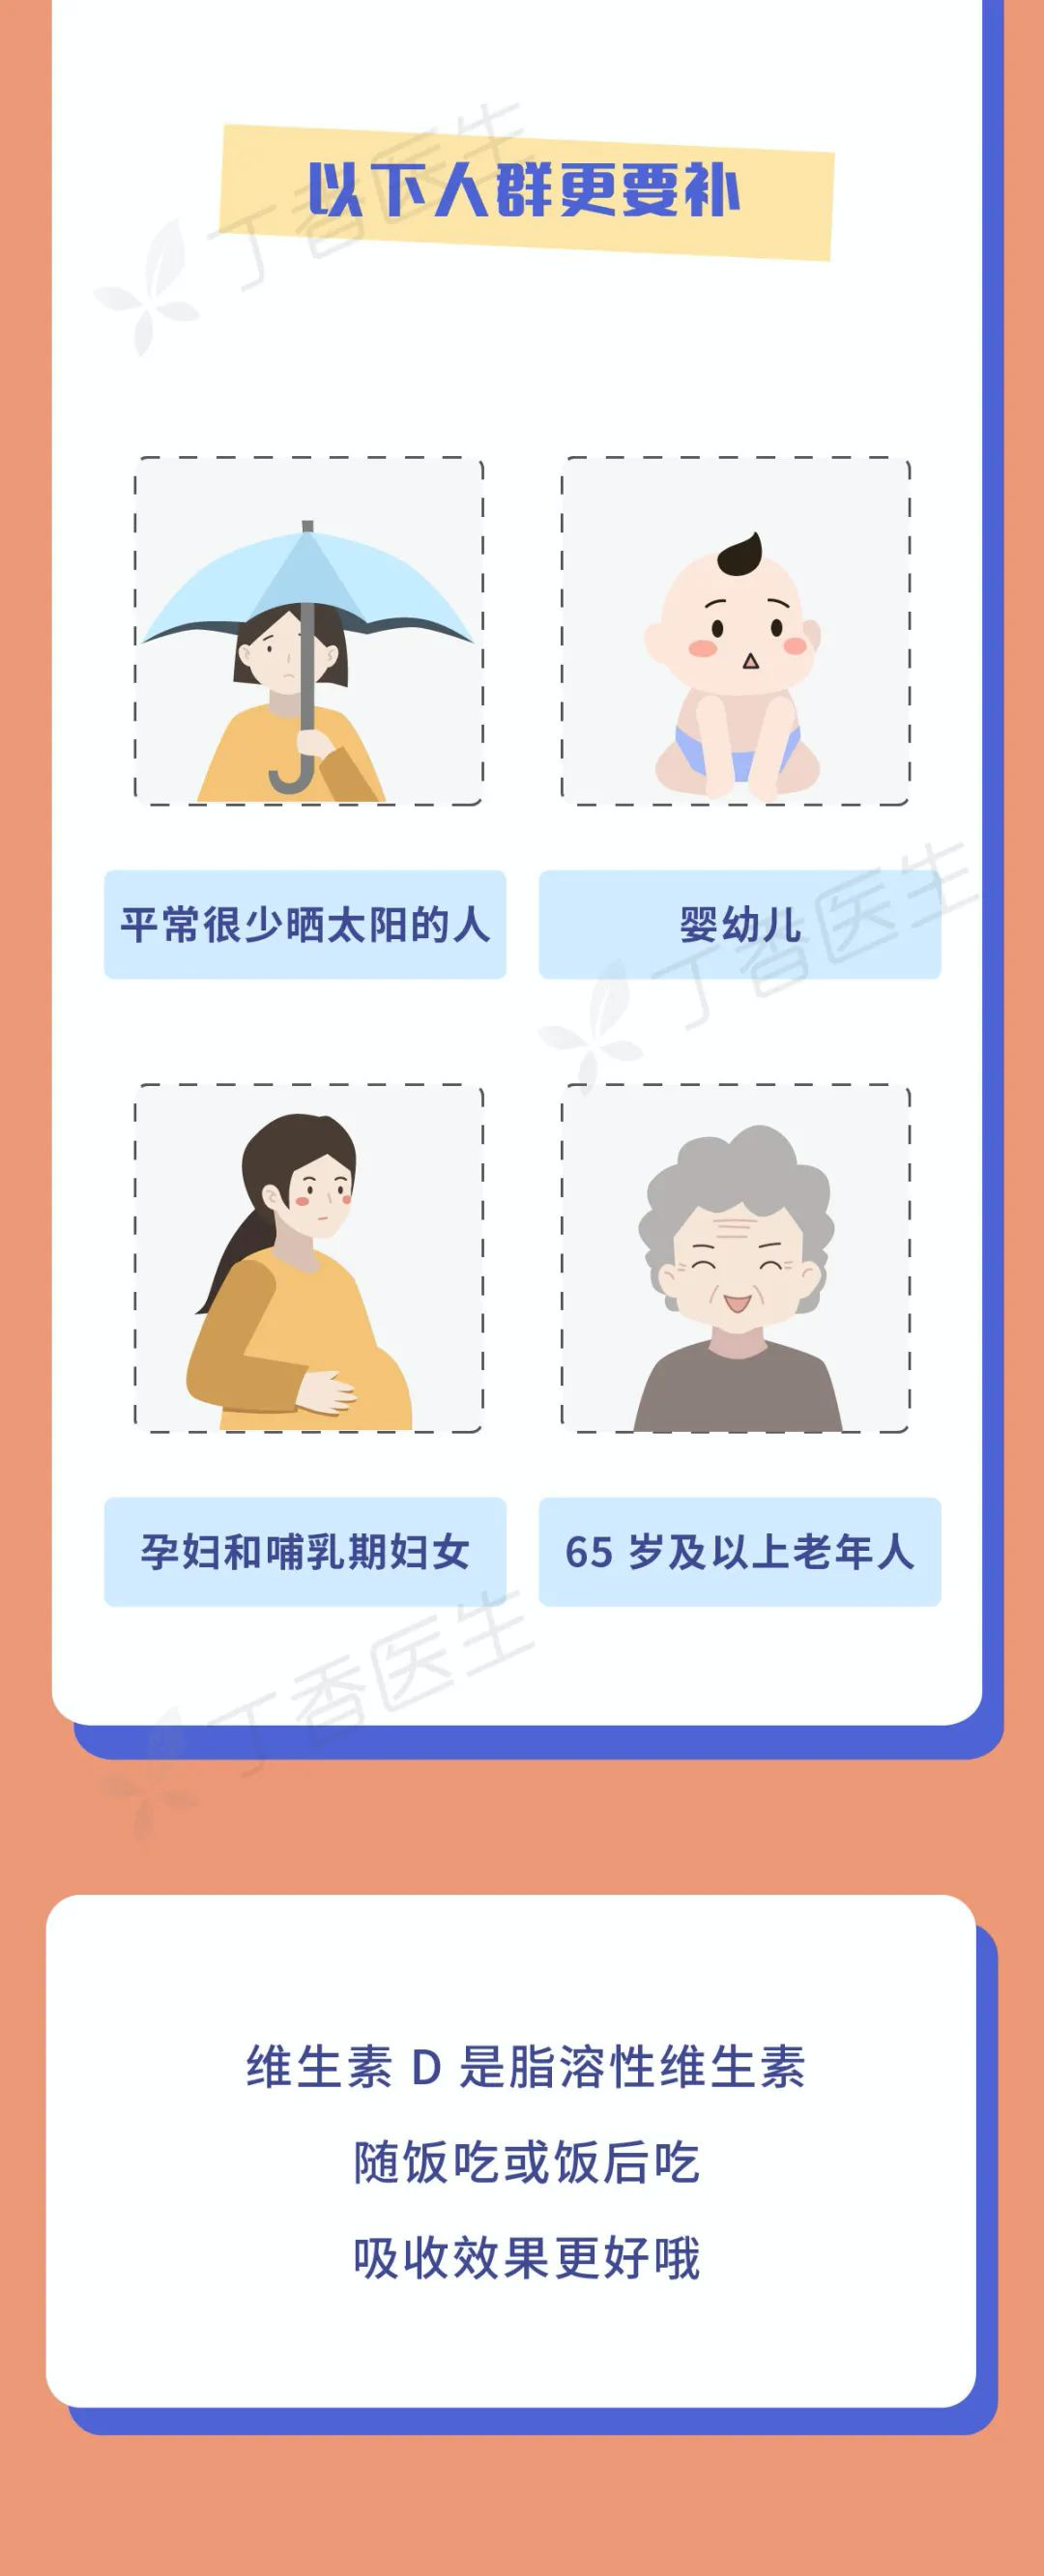 以下人群更要补
丁香医生
平常很少晒太阳的人
婴幼儿
丁香医生
孕妇和哺乳期妇女
65 岁及以上老年人
丁香医生
维生素 D 是脂溶性维生素
随饭吃或饭后吃
吸收效果更好哦